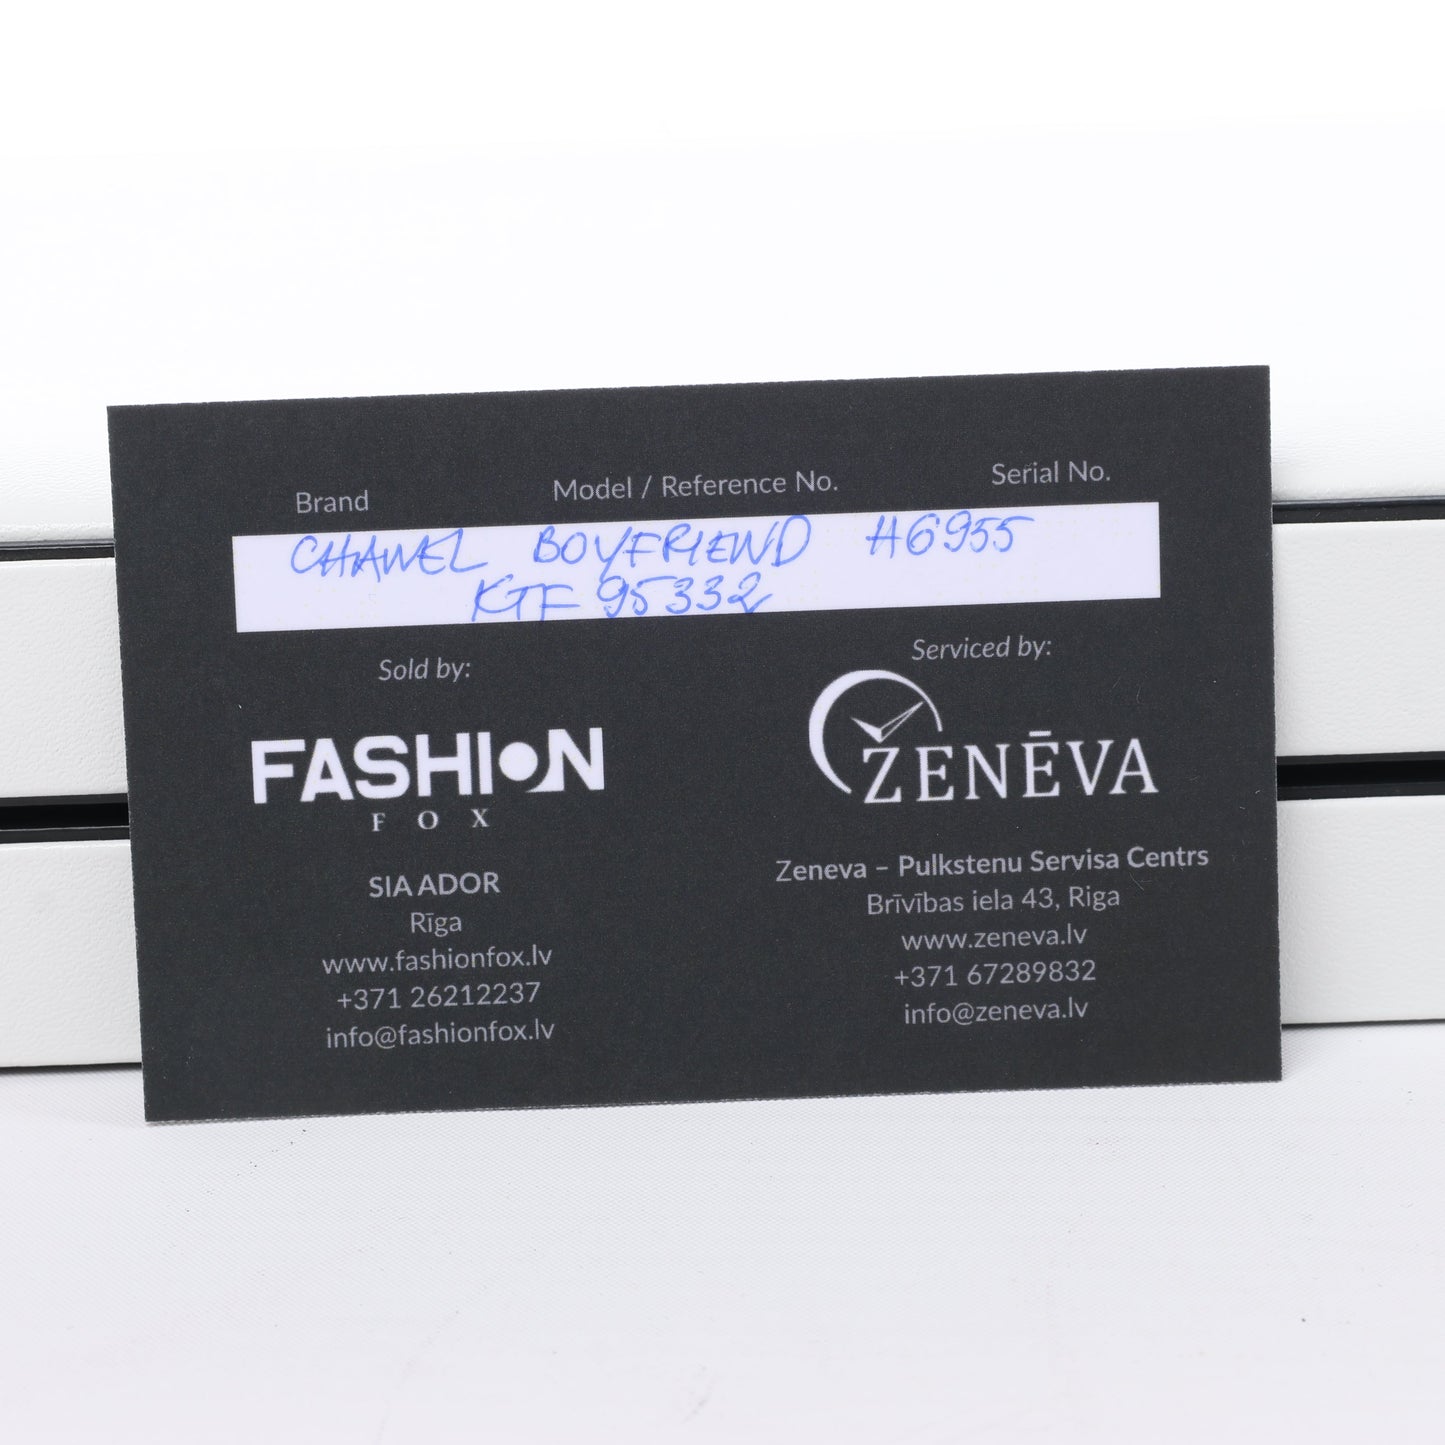 Brand Model / Reference No. Serial No.
CHANEL BOYFRIEND H6955
KTF 95332
Sold by:
FASHION
FOX
SIA ADOR
Rīga
www.fashionfox.lv
+371 26212237
info@fashionfox.lv
Serviced by:
ZENĒVA
Zeneva – Pulkstenu Servisa Centrs
Brīvības iela 43, Riga
www.zeneva.lv
+371 67289832
info@zeneva.lv